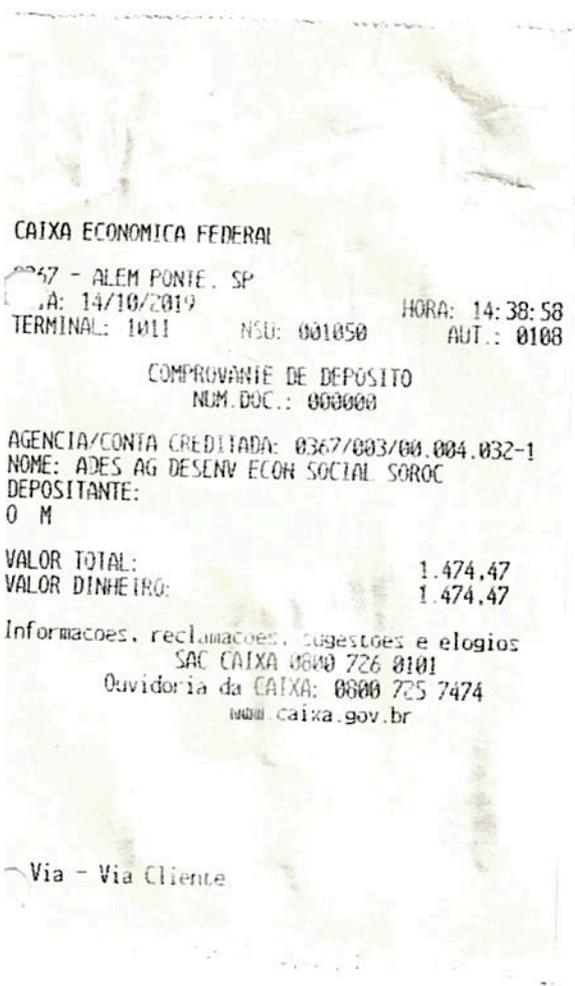 CAIXA ECONOMICA FEDERAL
0367 - ALEM PONTE, SP
14/10/2019 HORA: 14:38:58
TERMINAL: 1011 NSU: 001050 AUT.: 0108
COMPROVANTE DE DEPOSITO
NUM.DOC.: 000000
AGENCIA/CONTA CREDITADA: 0367/003/00.004.032-1
NOME: ADES AG DESENV ECON SOCIAL SOROC
DEPOSITANTE:
O M
VALOR TOTAL: 1.474,47
VALOR DINHEIRO: 1.474,47
Informacoes, reclamacoes, sugestoes e elogios
SAC CAIXA 0800 726 0101
Ouvidoria da CAIXA: 0800 725 7474
www.caixa.gov.br
Via - Via Cliente